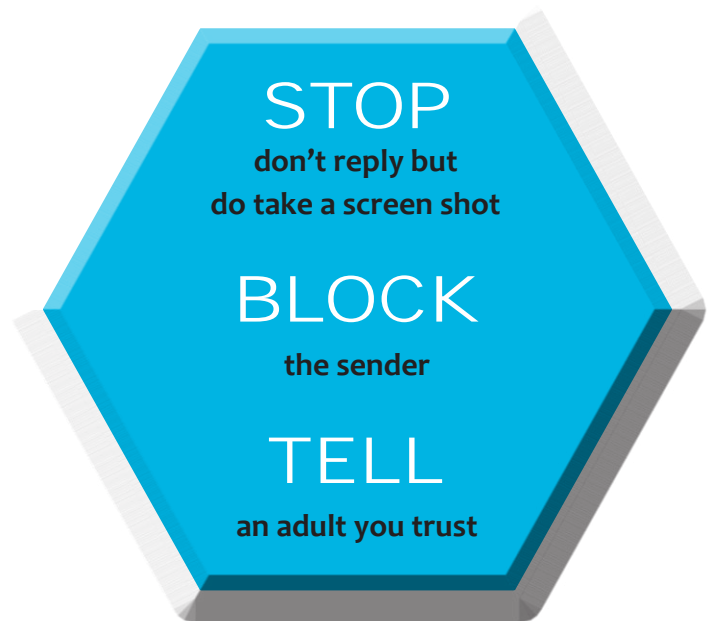 STOP
don’t reply but
do take a screen shot
BLOCK
the sender
TELL
an adult you trust